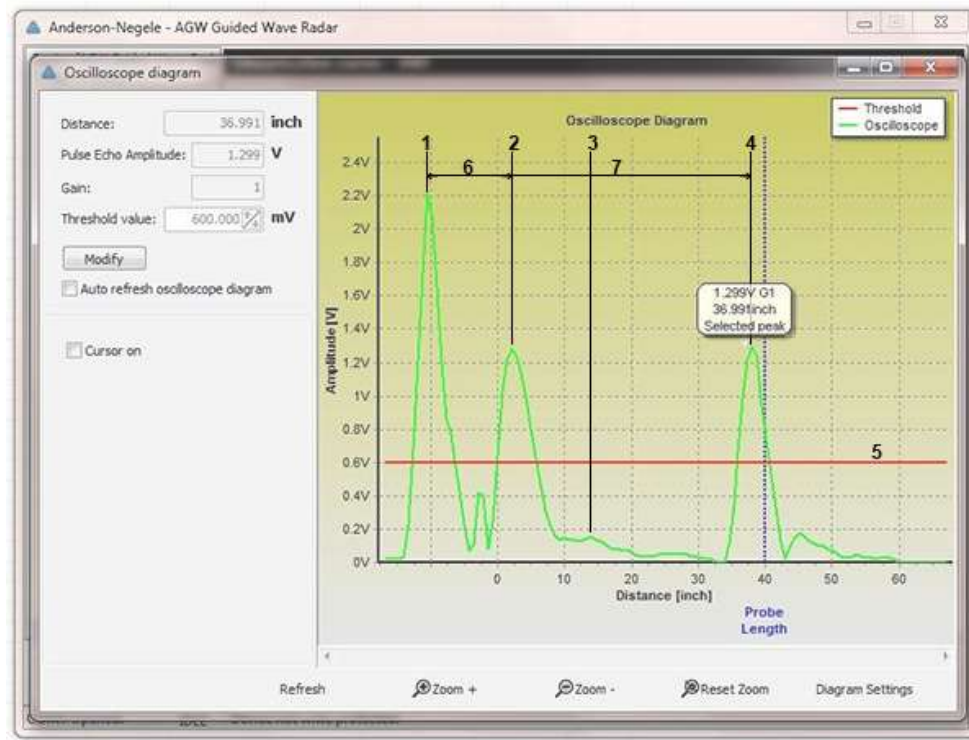 Anderson-Negele - AGW Guided Wave Radar
Oscilloscope diagram
Distance: 36.991 inch
Pulse Echo Amplitude: 1.299 V
Gain: 1
Threshold value: 600.000 mV
Modify
Auto refresh oscilloscope diagram
Cursor on
Oscilloscope Diagram
Threshold
Oscilloscope
1 2 3 4
6 7
5
2.4V
2.2V
2V
1.8V
1.6V
1.4V
1.2V
1V
0.8V
0.6V
0.4V
0.2V
0V
Amplitude [V]
1.299V G1
36.991inch
Selected peak
0 10 20 30 40 50 60
Distance [inch]
Probe
Length
Refresh Zoom + Zoom - Reset Zoom Diagram Settings